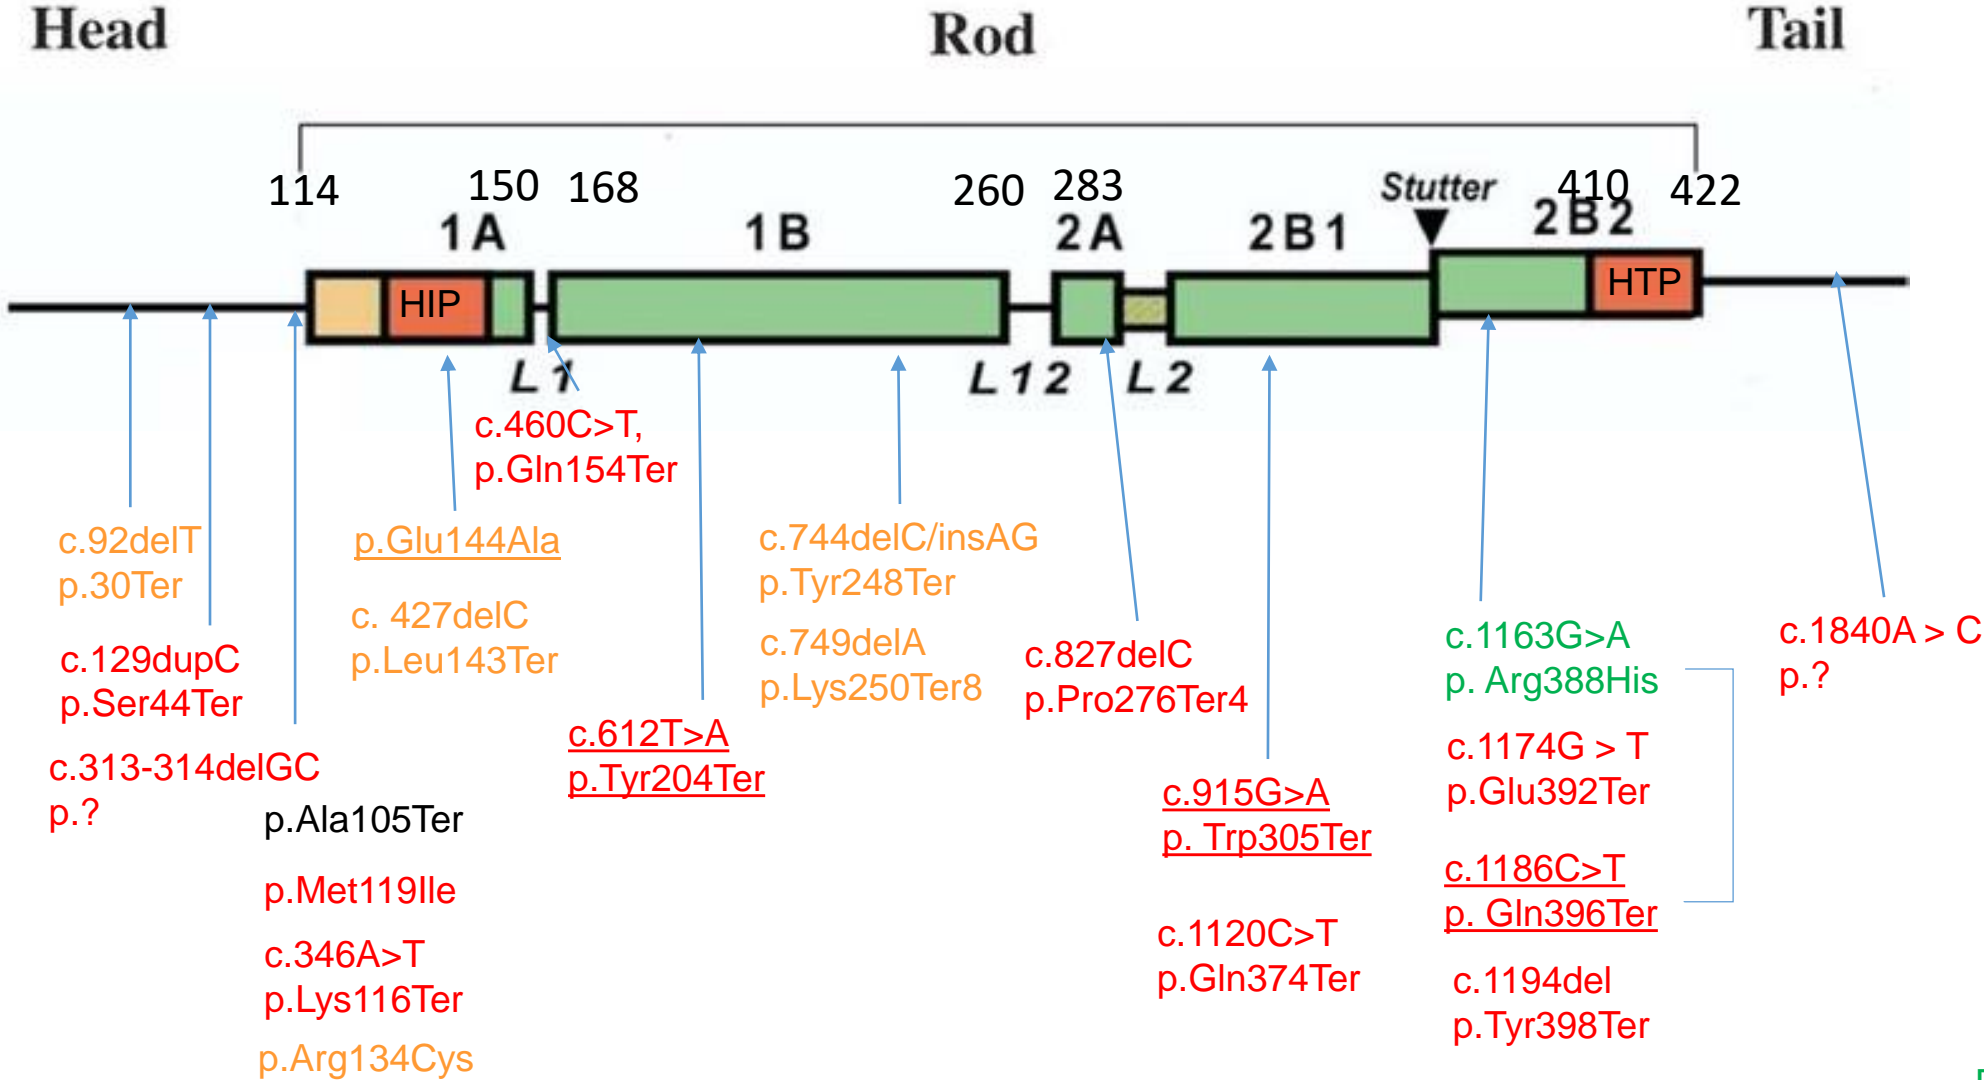 Head
Rod
Tail
114
150
168
260
283
Stutter
410
422
1A
1B
2A
2B1
2B2
HIP
HTP
L1
L12
L2
c.460C>T,
p.Gln154Ter
c.92delT
p.30Ter
p.Glu144Ala
c. 427delC
p.Leu143Ter
c.744delC/insAG
p.Tyr248Ter
c.749delA
p.Lys250Ter8
c.129dupC
p.Ser44Ter
c.313-314delGC
p.?
p.Ala105Ter
p.Met119Ile
c.346A>T
p.Lys116Ter
p.Arg134Cys
c.612T>A
p.Tyr204Ter
c.827delC
p.Pro276Ter4
c.915G>A
p. Trp305Ter
c.1120C>T
p.Gln374Ter
c.1163G>A
p. Arg388His
c.1174G > T
p.Glu392Ter
c.1186C>T
p. Gln396Ter
c.1194del
p.Tyr398Ter
c.1840A > C
p.?